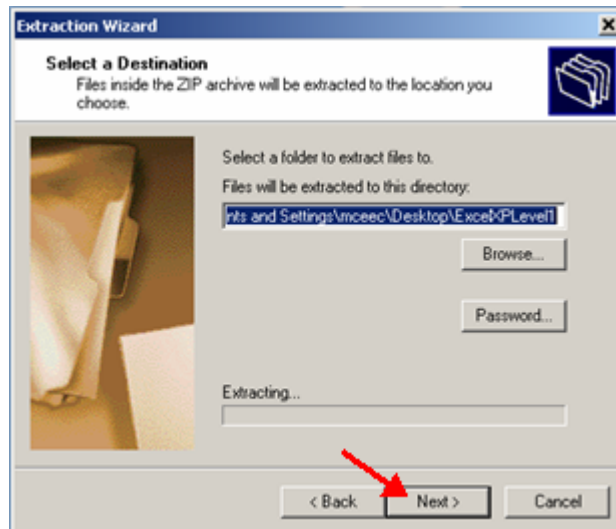 Extraction Wizard
Select a Destination
Files inside the ZIP archive will be extracted to the location you
choose.
Select a folder to extract files to.
Files will be extracted to this directory:
nts and Settings\mceec\Desktop\ExcelXPLevel1
Browse...
Password...
Extracting...
< Back
Next >
Cancel